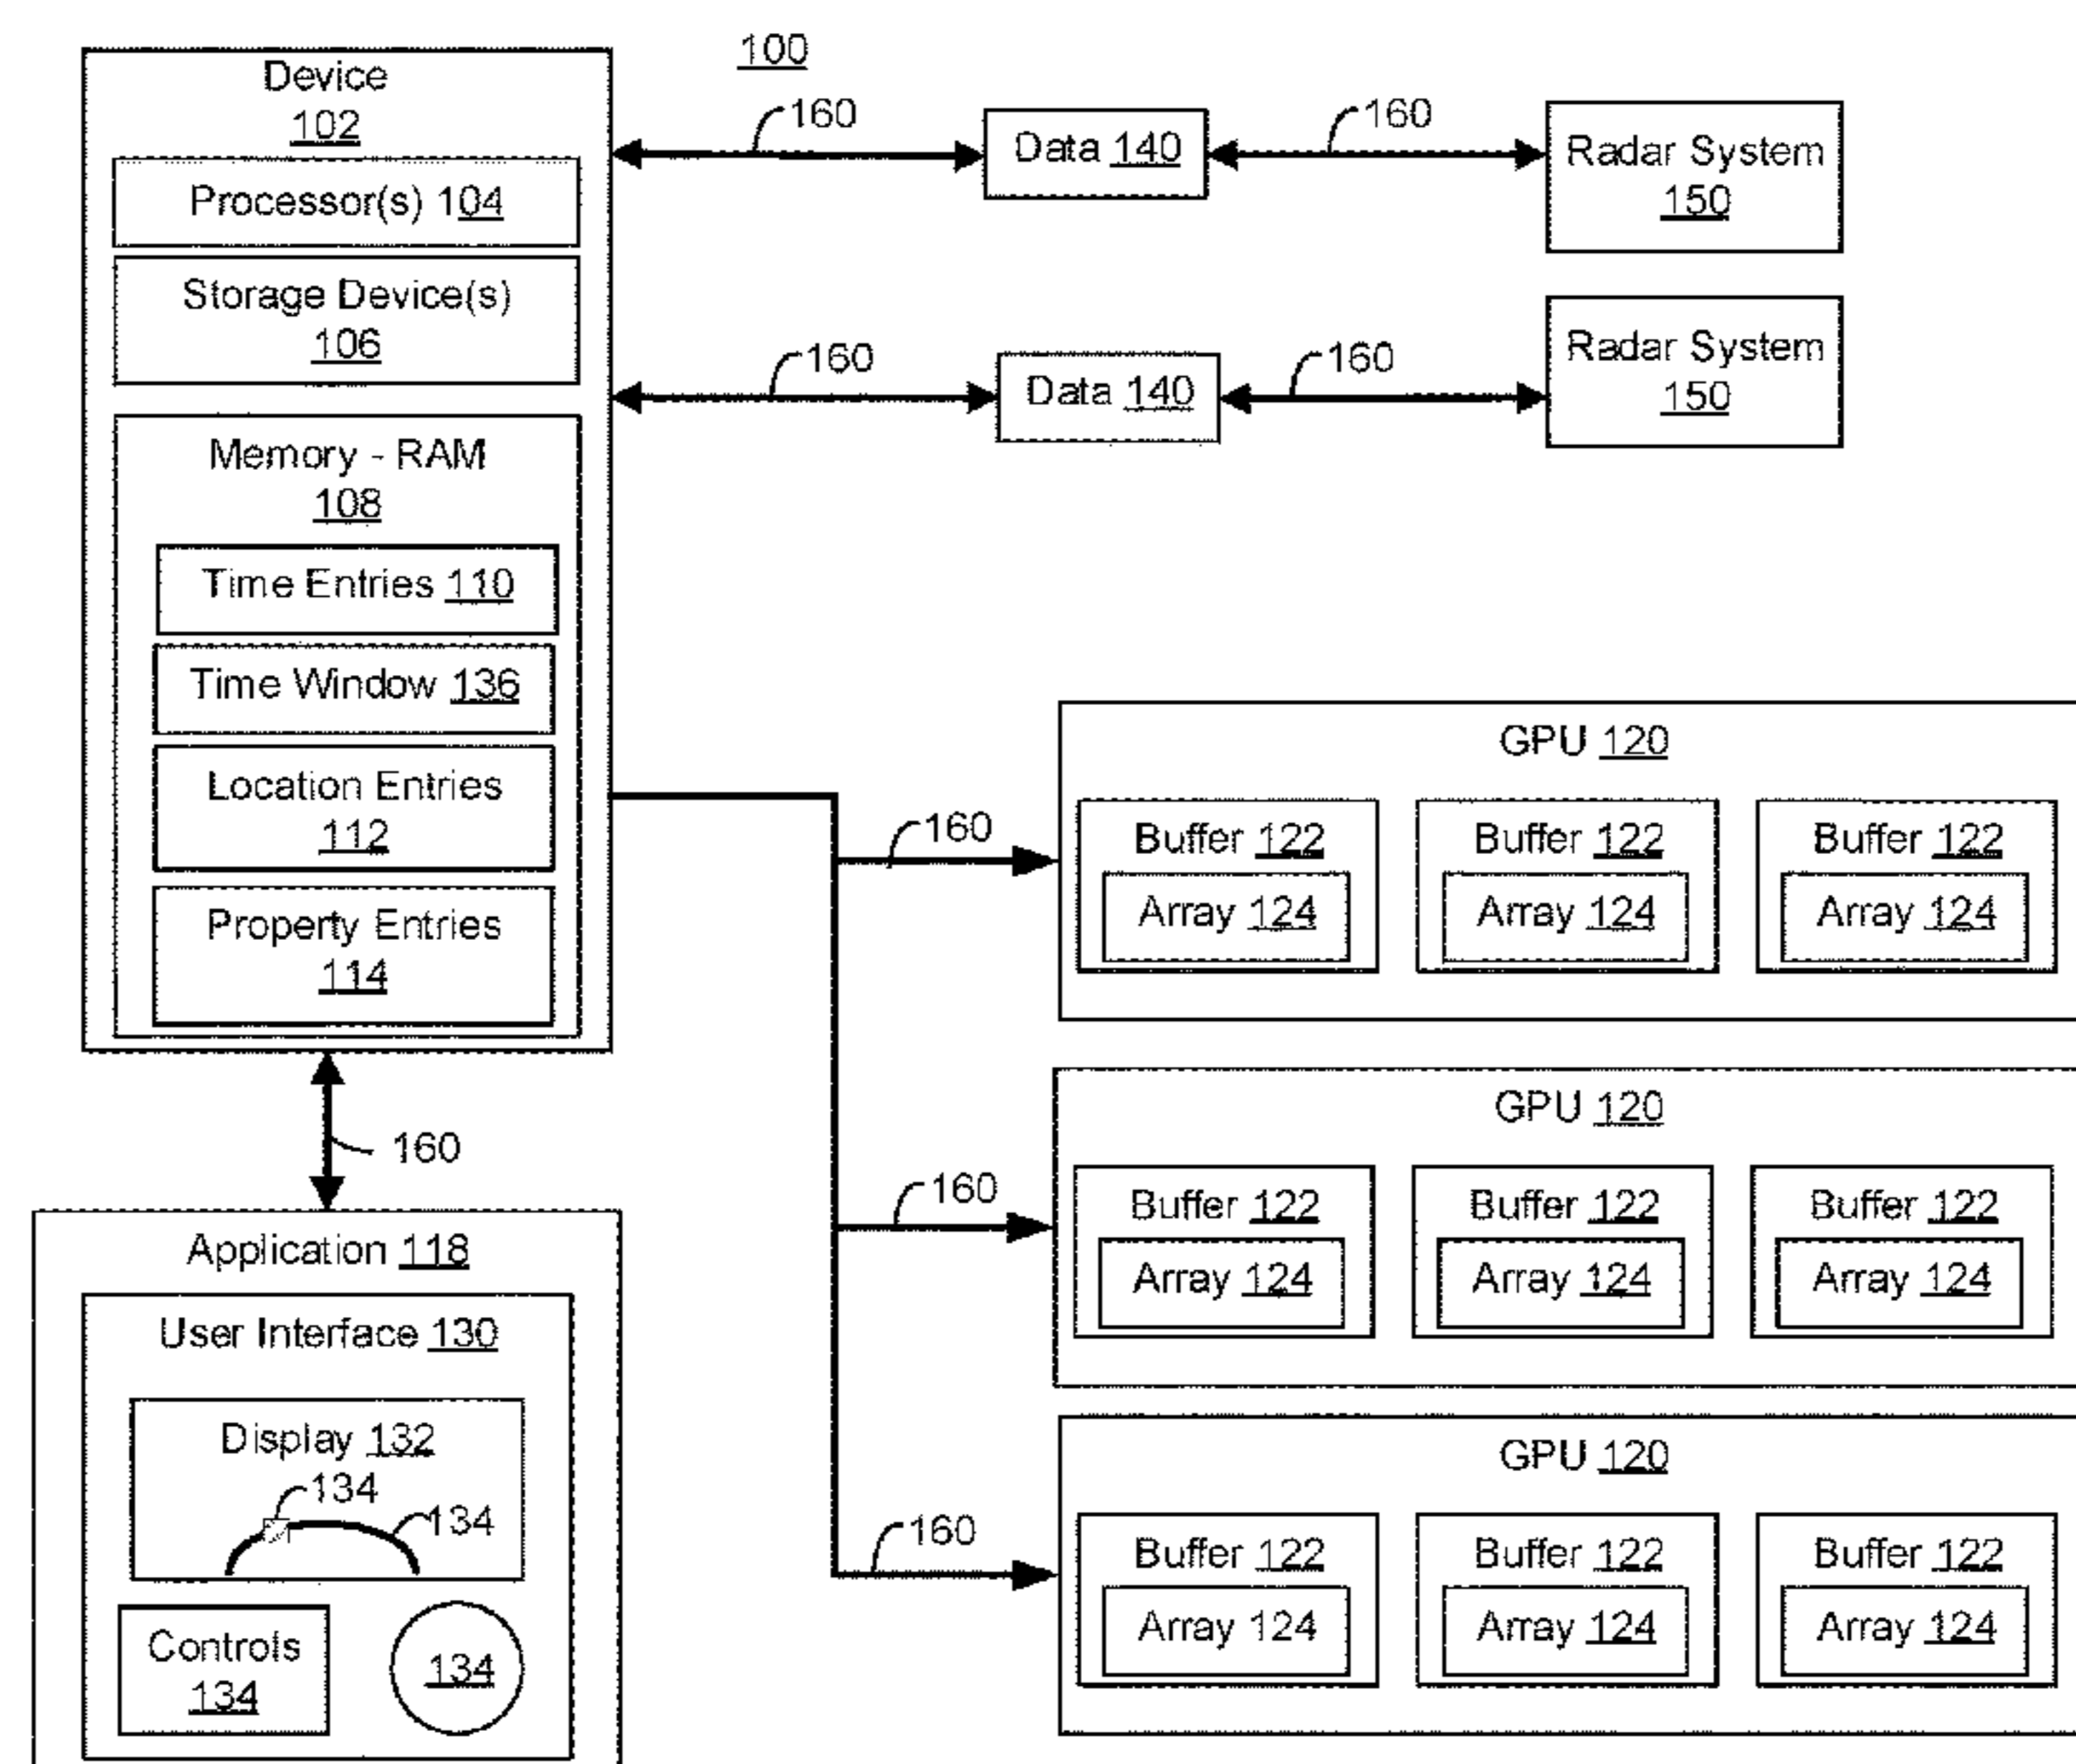 100
Device
102
Processor(s) 104
Storage Device(s)
106
Memory - RAM
108
Time Entries 110
Time Window 136
Location Entries
112
Property Entries
114
160
Data 140
160
Radar System
150
160
Data 140
160
Radar System
150
160
GPU 120
Buffer 122
Array 124
Buffer 122
Array 124
Buffer 122
Array 124
160
GPU 120
Buffer 122
Array 124
Buffer 122
Array 124
Buffer 122
Array 124
160
GPU 120
Buffer 122
Array 124
Buffer 122
Array 124
Buffer 122
Array 124
160
Application 118
User Interface 130
Display 132
134
134
Controls
134
134